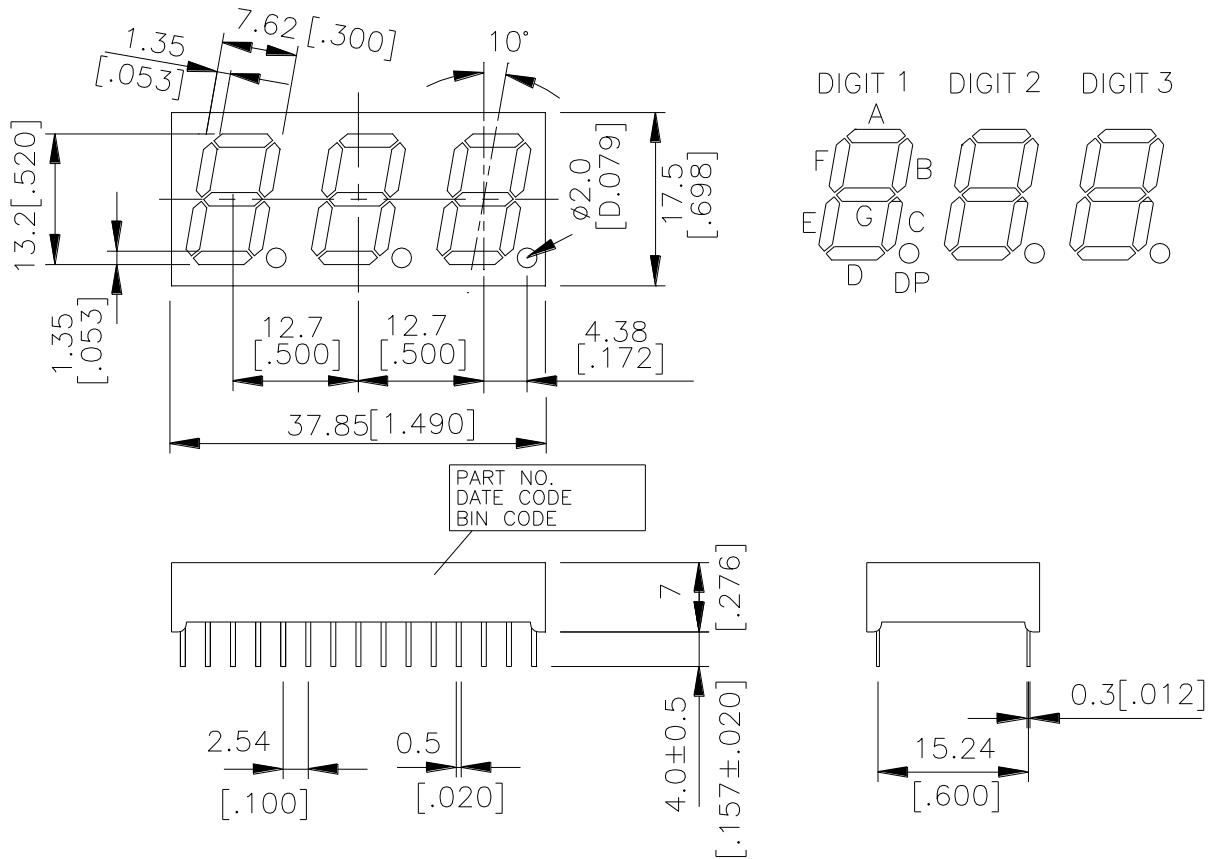 7.62 [.300]
1.35
[.053]
10°
13.2[.520]
1.35
[.053]
ø2.0
[D.079]
17.5
[.698]
12.7
[.500]
12.7
[.500]
4.38
[.172]
37.85[1.490]
DIGIT 1
DIGIT 2
DIGIT 3
A
F
B
G
E
C
D
DP
PART NO.
DATE CODE
BIN CODE
7
[.276]
4.0±0.5
[.157±.020]
2.54
[.100]
0.5
[.020]
0.3[.012]
15.24
[.600]